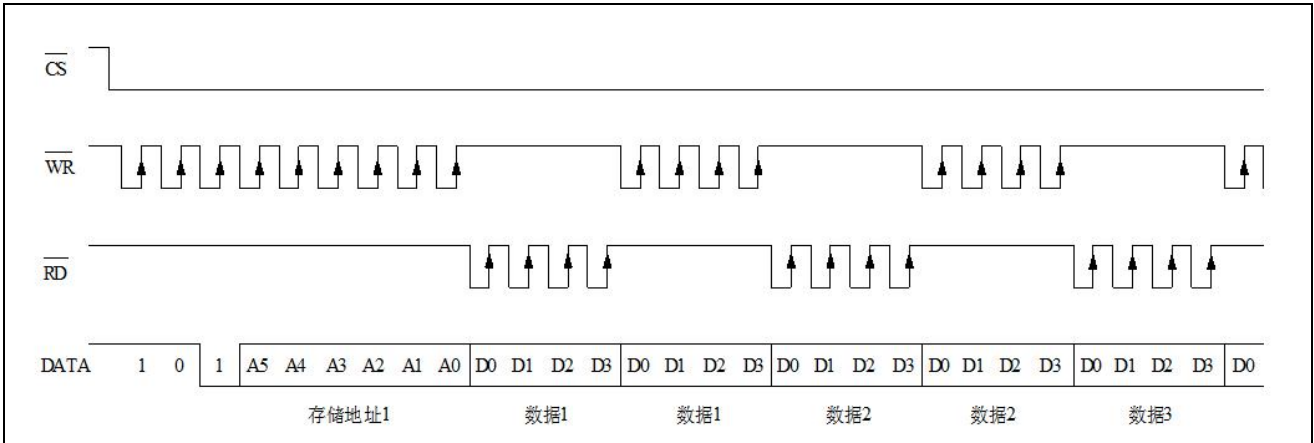 CS
WR
RD
DATA 1 0 1 A5 A4 A3 A2 A1 A0 D0 D1 D2 D3 D0 D1 D2 D3 D0 D1 D2 D3 D0 D1 D2 D3 D0 D1 D2 D3 D0
存储地址1 数据1 数据1 数据2 数据2 数据3